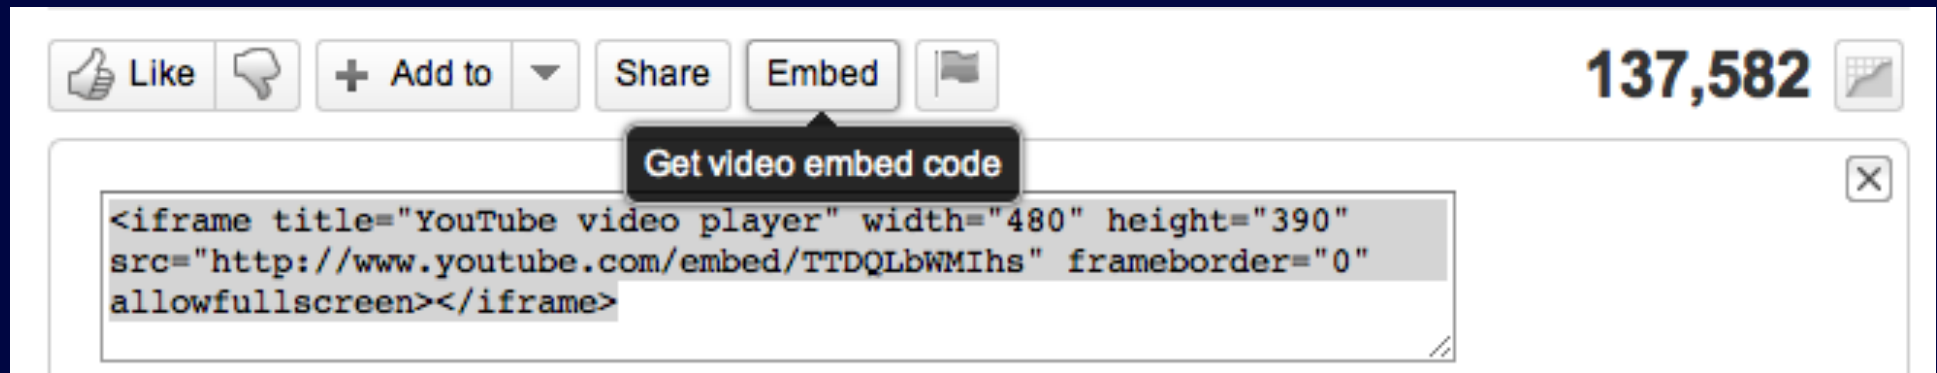 Like
Add to
Share
Embed
137,582
Get video embed code
<iframe title="YouTube video player" width="480" height="390"
src="http://www.youtube.com/embed/TTDQLbWMIhs" frameborder="0"
allowfullscreen></iframe>